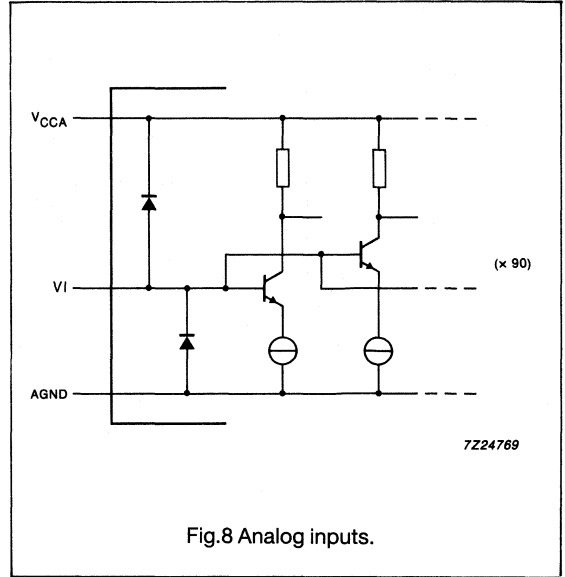 VCCA
VI
(× 90)
AGND
7Z24769
Fig.8 Analog inputs.